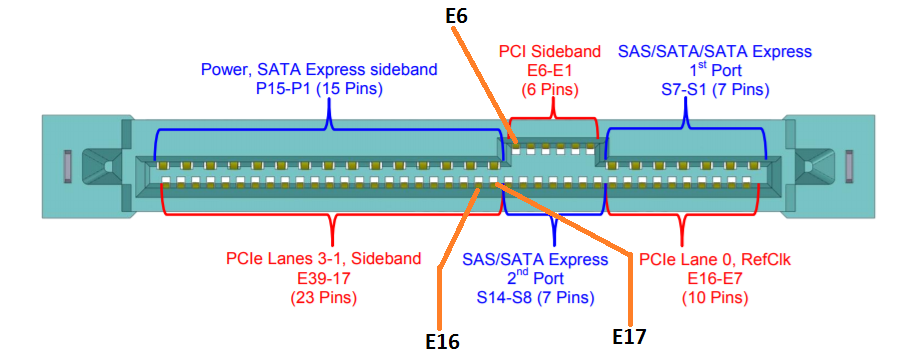 E6
PCI Sideband
E6-E1
(6 Pins)
SAS/SATA/SATA Express
1st Port
S7-S1 (7 Pins)
Power, SATA Express sideband
P15-P1 (15 Pins)
PCIe Lanes 3-1, Sideband
E39-17
(23 Pins)
SAS/SATA Express
2nd Port
S14-S8 (7 Pins)
PCIe Lane 0, RefClk
E16-E7
(10 Pins)
E16
E17